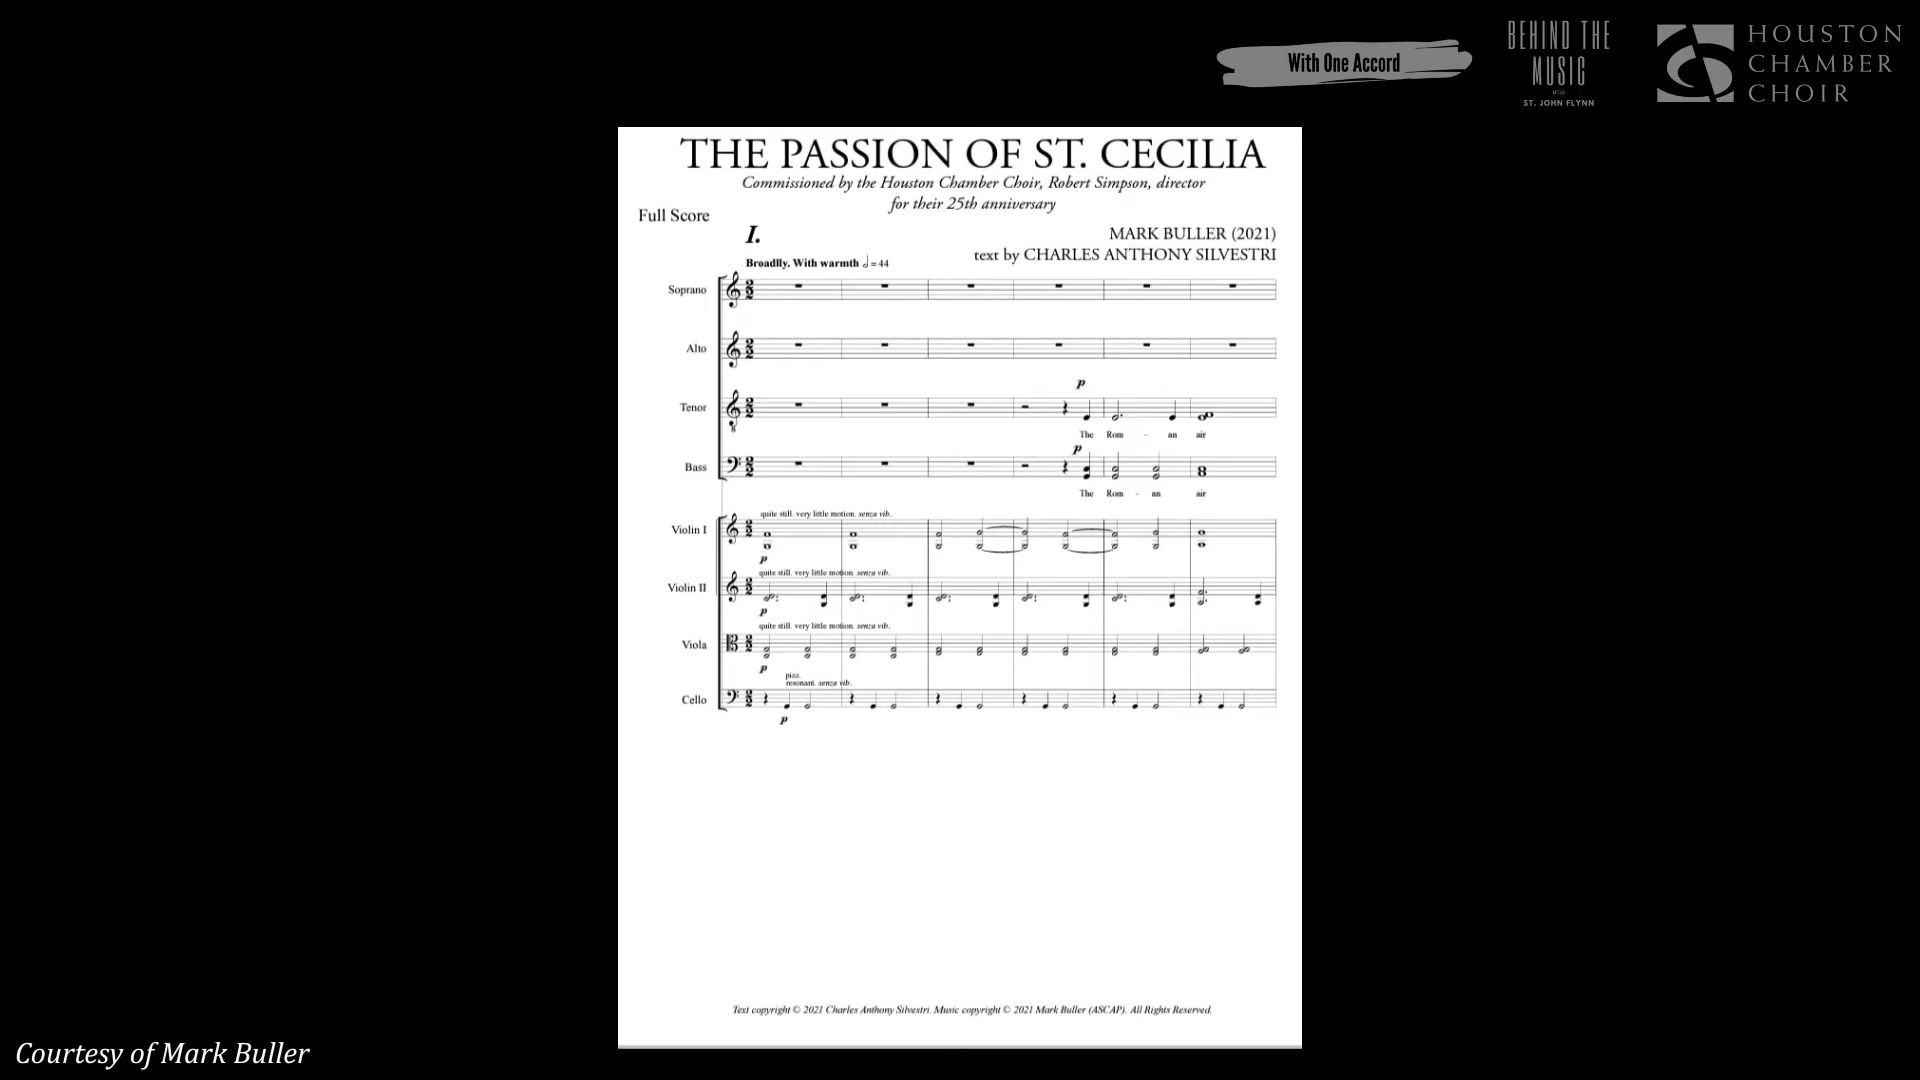 With One Accord
BEHIND THE
MUSIC
With
ST. JOHN FLYNN
HOUSTON
CHAMBER
CHOIR
THE PASSION OF ST. CECILIA
Commissioned by the Houston Chamber Choir, Robert Simpson, director
for their 25th anniversary
Full Score
I.
MARK BULLER (2021)
text by CHARLES ANTHONY SILVESTRI
Broadlly. With warmth = 44
Soprano
Alto
p
Tenor
The Rom - an air
p
Bass
The Rom - an air
quite still. very little motion. senza vib.
Violin I
p
quite still. very little motion. senza vib.
Violin II
p
quite still. very little motion. senza vib.
Viola
p
pizz.
resonant. senza vib.
Cello
p
Text copyright © 2021 Charles Anthony Silvestri. Music copyright © 2021 Mark Buller (ASCAP). All Rights Reserved.
Courtesy of Mark Buller